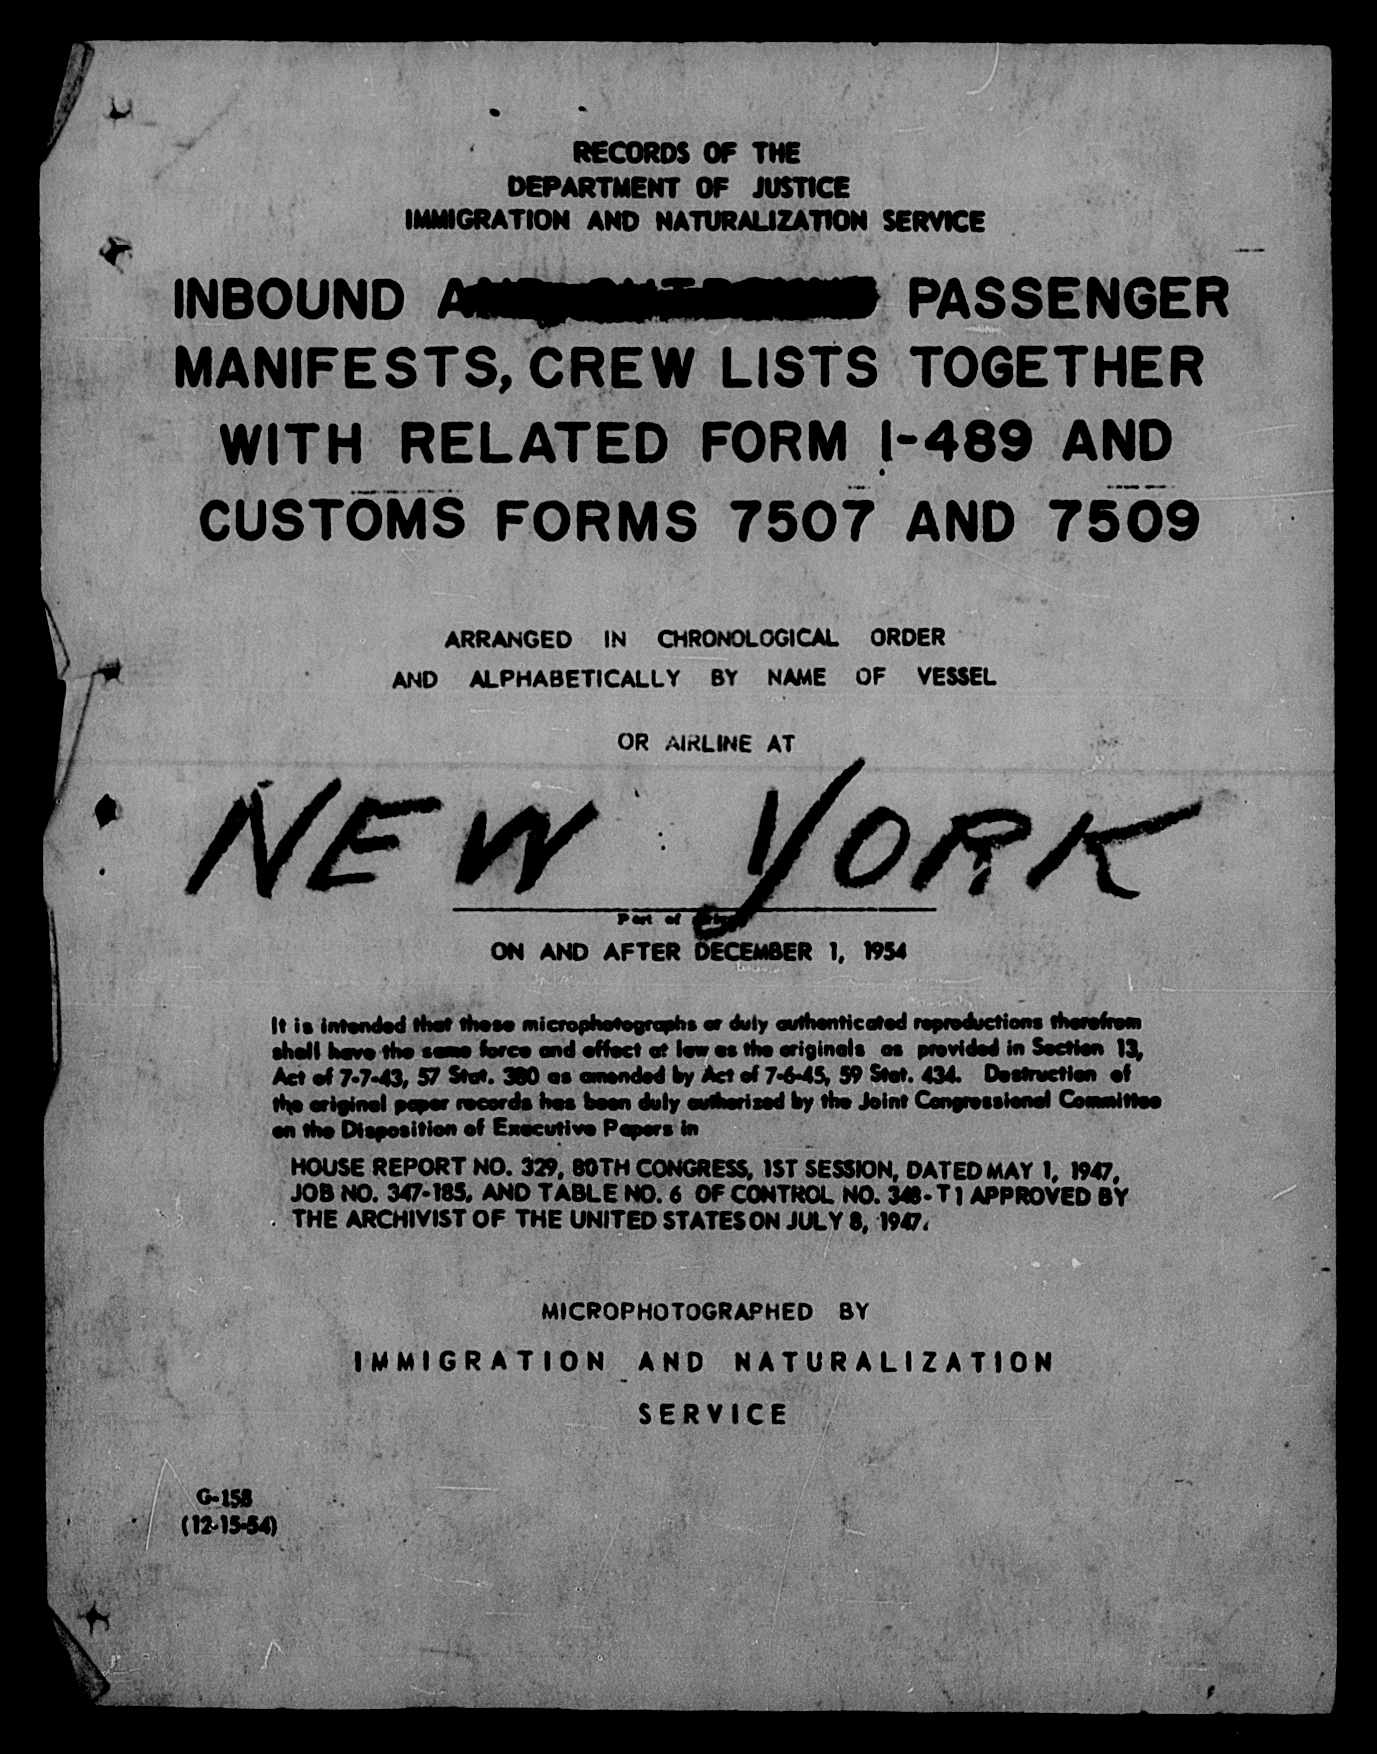 RECORDS OF THE
DEPARTMENT OF JUSTICE
IMMIGRATION AND NATURALIZATION SERVICE
INBOUND PASSENGER
MANIFESTS, CREW LISTS TOGETHER
WITH RELATED FORM I-489 AND
CUSTOMS FORMS 7507 AND 7509
ARRANGED IN CHRONOLOGICAL ORDER
AND ALPHABETICALLY BY NAME OF VESSEL
OR AIRLINE AT
NEW YORK
Port of
ON AND AFTER DECEMBER 1, 1954
It is intended that these microphotographs or duly authenticated reproductions therefrom
shall have the same force and effect at law as the originals as provided in Section 13,
Act of 7-7-43, 57 Stat. 380 as amended by Act of 7-6-45, 59 Stat. 434. Destruction of
the original paper records has been duly authorized by the Joint Congressional Committee
on the Disposition of Executive Papers in
HOUSE REPORT NO. 329, 80TH CONGRESS, 1ST SESSION, DATED MAY 1, 1947,
JOB NO. 347-185, AND TABLE NO. 6 OF CONTROL NO. 348-T1 APPROVED BY
THE ARCHIVIST OF THE UNITED STATES ON JULY 8, 1947.
MICROPHOTOGRAPHED BY
IMMIGRATION AND NATURALIZATION
SERVICE
G-158
(12-15-54)